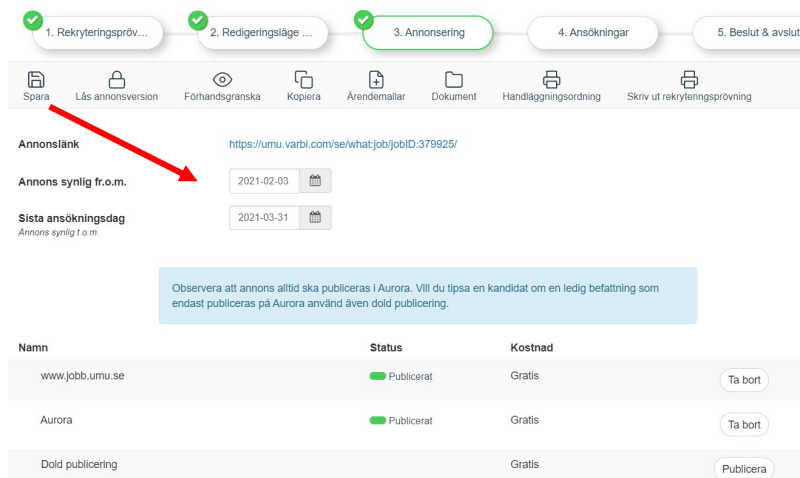 1. Rekryteringspröv...
2. Redigeringsläge ...
3. Annonsering
4. Ansökningar
5. Beslut & avslut
Spara
Lås annonsversion
Förhandsgranska
Kopiera
Ärendemallar
Dokument
Handläggningsordning
Skriv ut rekryteringsprövning
Annonslänk https://umu.varbi.com/se/what:job/jobID:379925/
Annons synlig fr.o.m. 2021-02-03
Sista ansökningsdag 2021-03-31
Annons synlig t.o.m.
Observera att annons alltid ska publiceras i Aurora. Vill du tipsa en kandidat om en ledig befattning som
endast publiceras på Aurora använd även dold publicering.
Namn Status Kostnad
www.jobb.umu.se Publicerat Gratis Ta bort
Aurora Publicerat Gratis Ta bort
Dold publicering Gratis Publicera